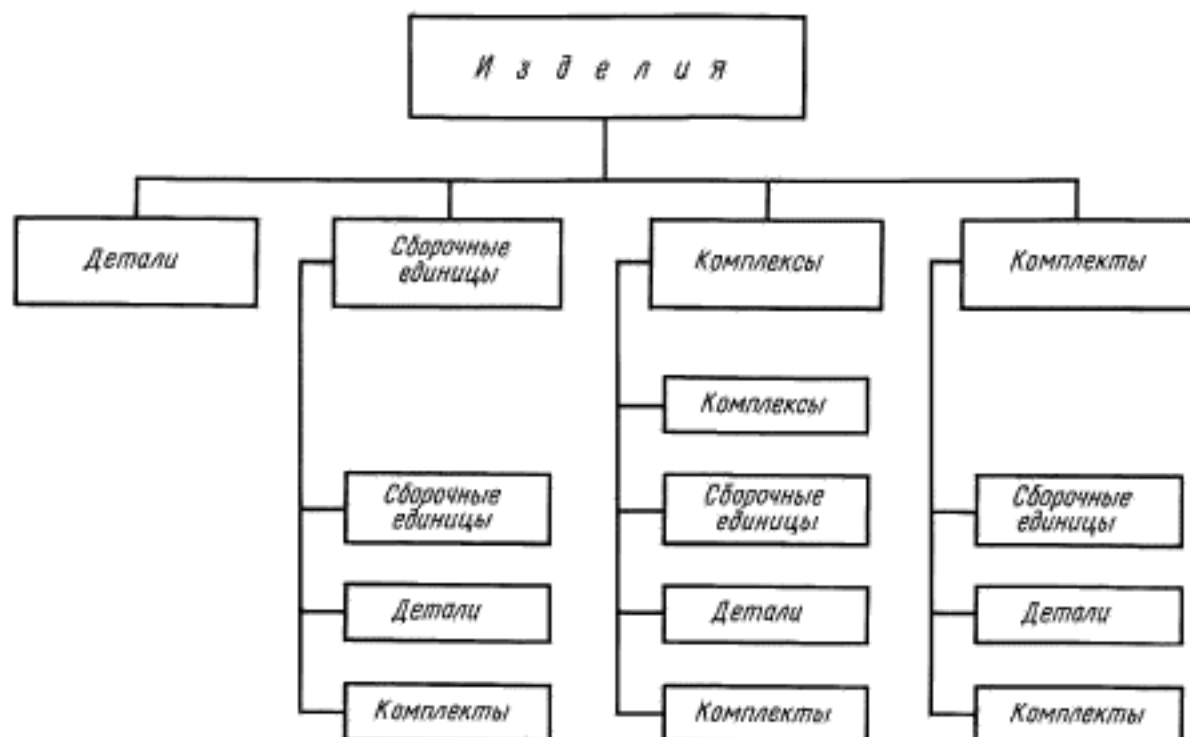 Изделия
Детали
Сборочные
единицы
Комплексы
Комплекты
Комплексы
Сборочные
единицы
Сборочные
единицы
Сборочные
единицы
Детали
Детали
Детали
Комплекты
Комплекты
Комплекты